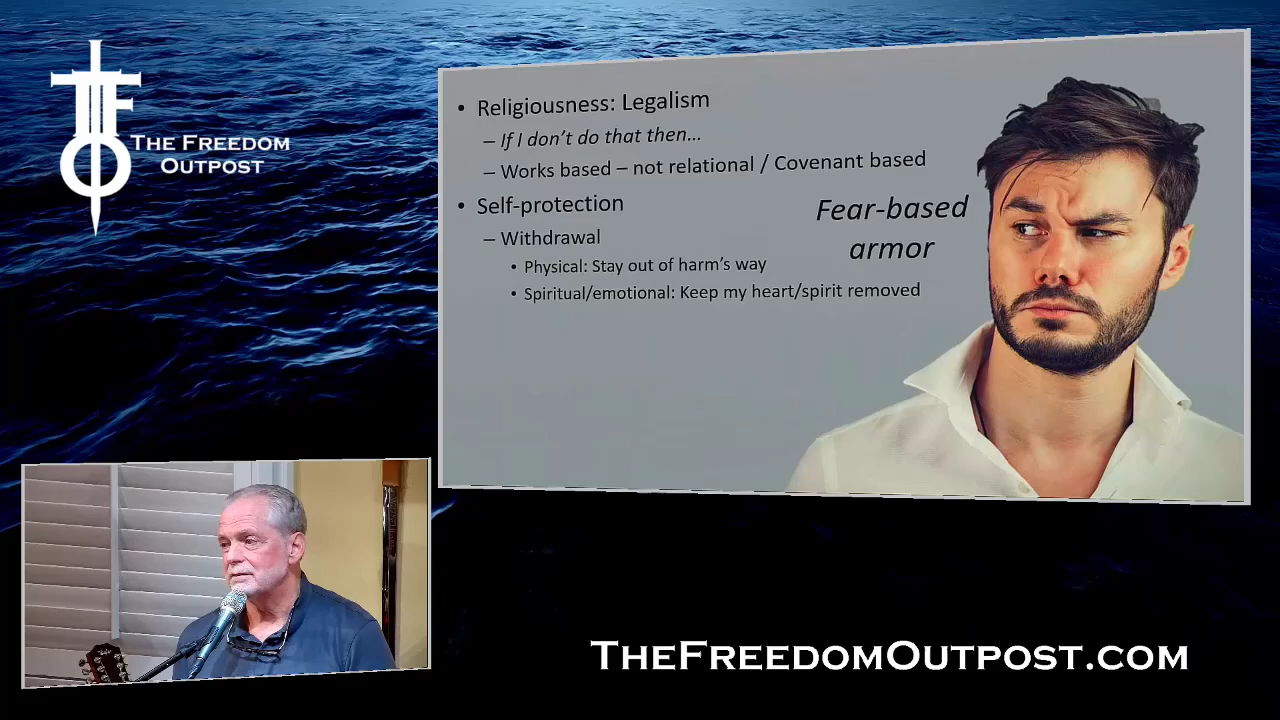 THE FREEDOM
OUTPOST
• Religiousness: Legalism
– If I don't do that then...
– Works based – not relational / Covenant based
• Self-protection
– Withdrawal
• Physical: Stay out of harm's way
• Spiritual/emotional: Keep my heart/spirit removed
Fear-based
armor
THEFREEDOMOUTPOST.COM